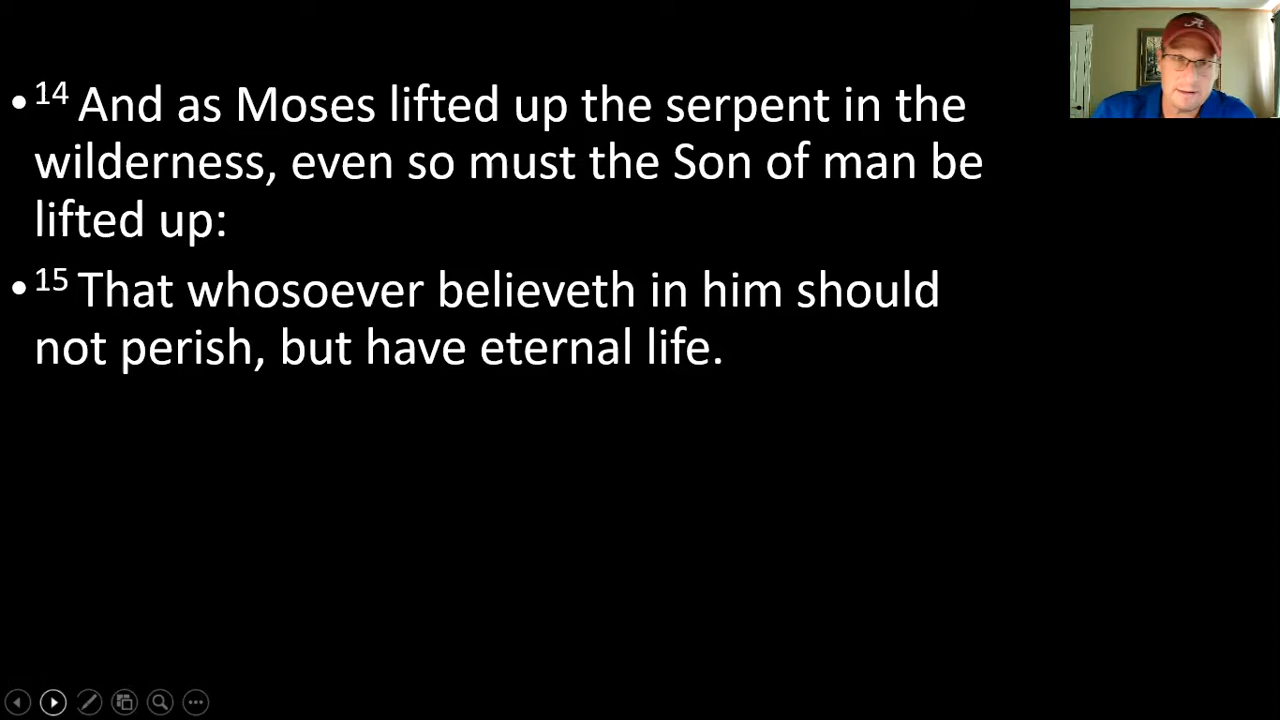 • 14 And as Moses lifted up the serpent in the
wilderness, even so must the Son of man be
lifted up:
• 15 That whosoever believeth in him should
not perish, but have eternal life.
A